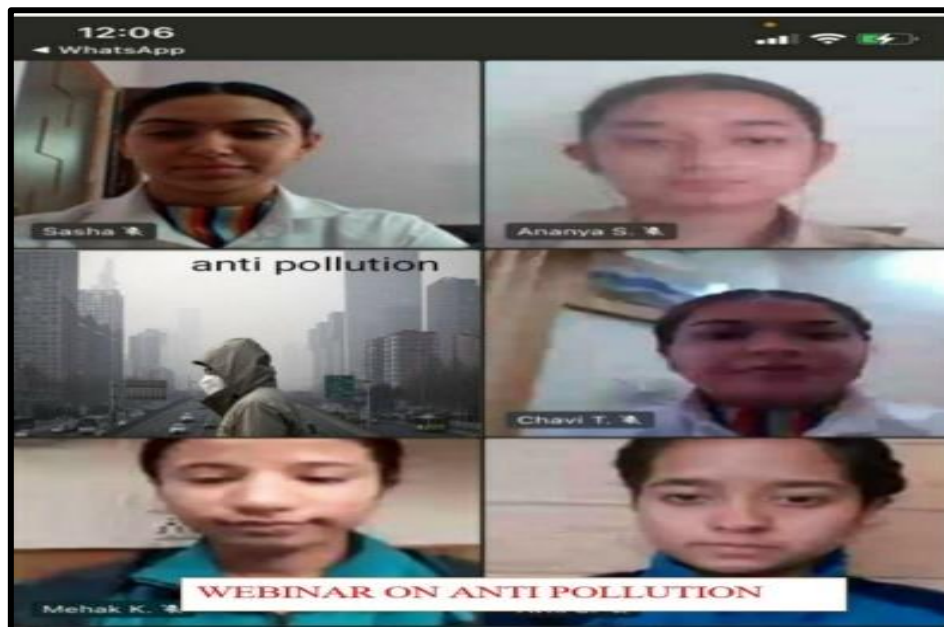 12:06
◄ WhatsApp
Sasha
Ananya S.
anti pollution
Chavi T.
Mehak K.
WEBINAR ON ANTI POLLUTION